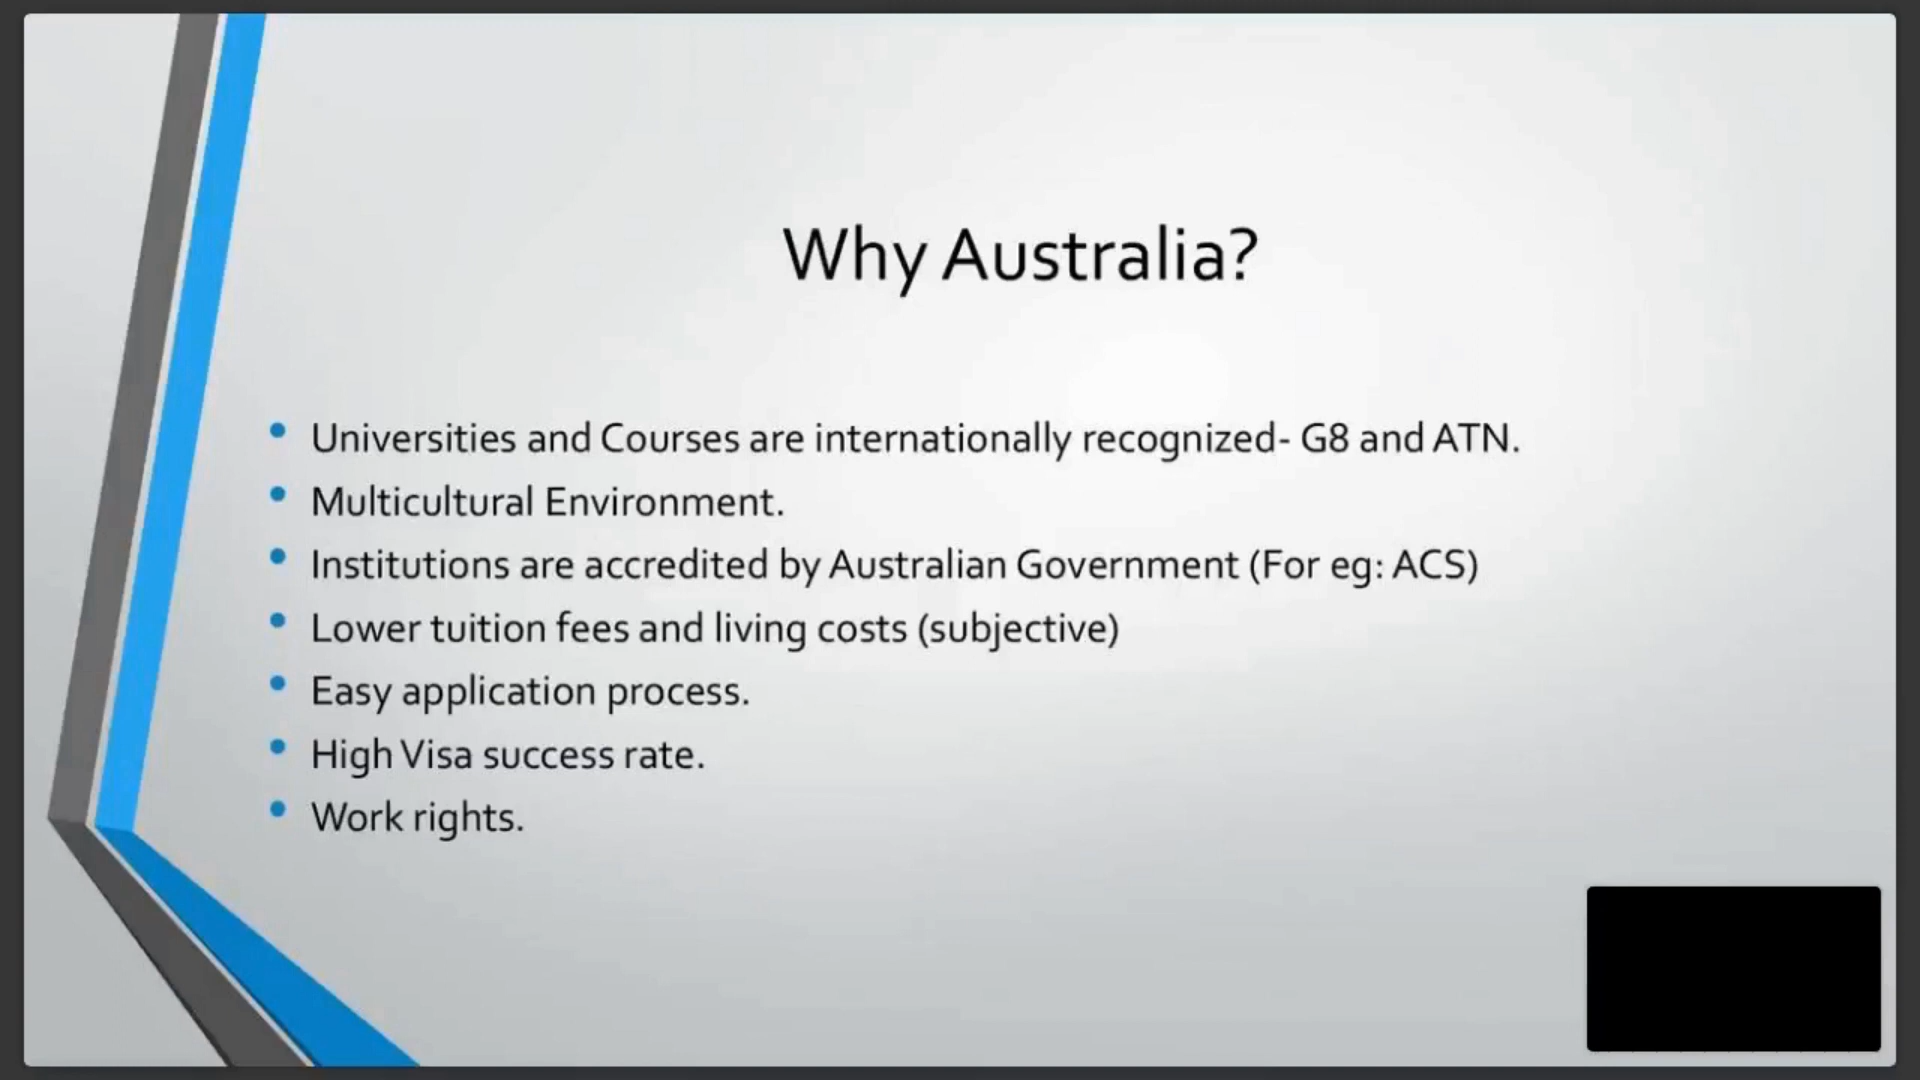 Why Australia?
Universities and Courses are internationally recognized- G8 and ATN.
Multicultural Environment.
Institutions are accredited by Australian Government (For eg: ACS)
Lower tuition fees and living costs (subjective)
Easy application process.
High Visa success rate.
Work rights.